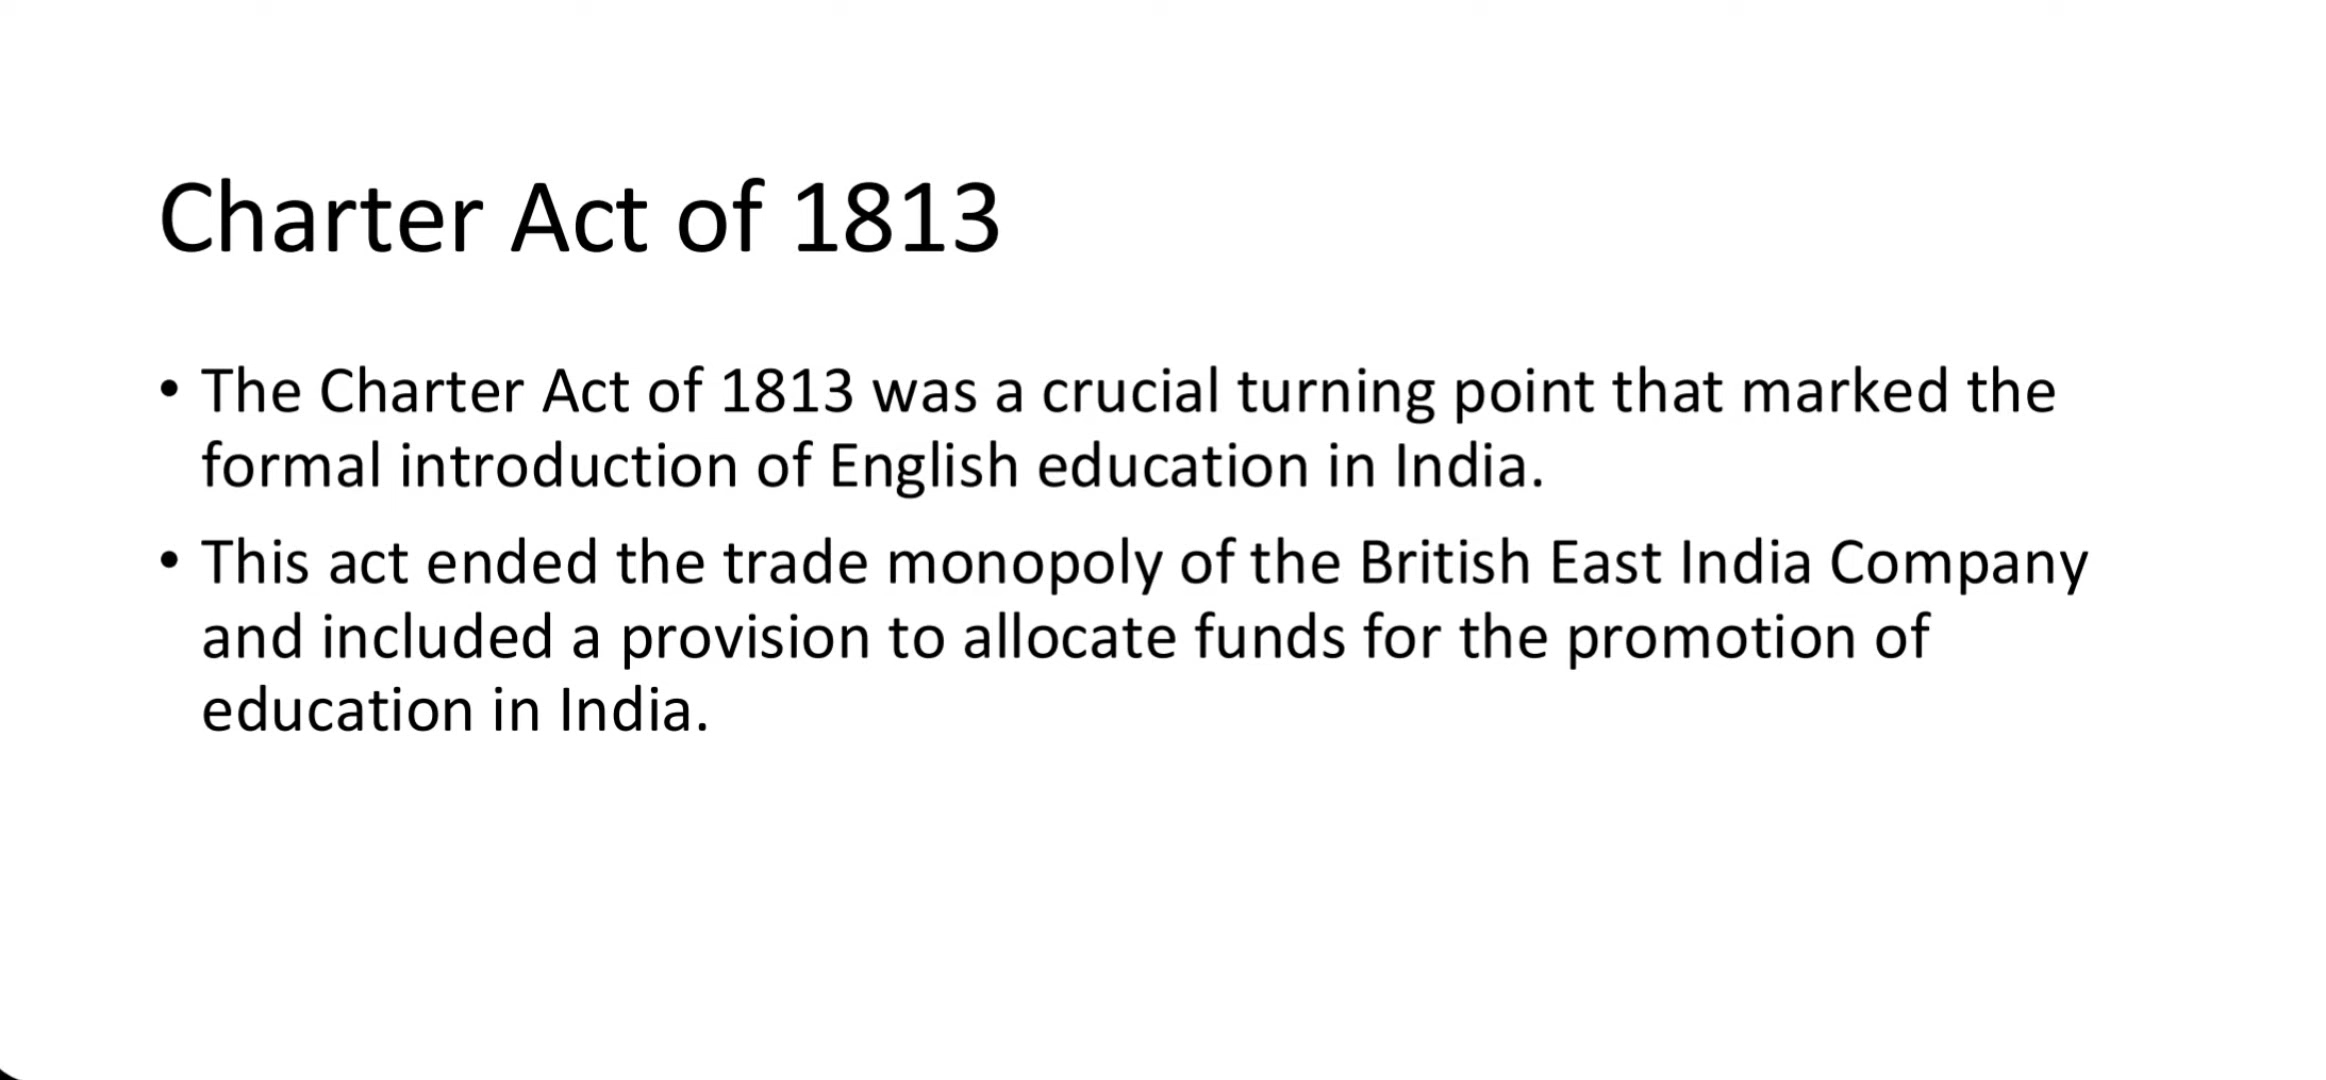 Charter Act of 1813
• The Charter Act of 1813 was a crucial turning point that marked the
formal introduction of English education in India.
• This act ended the trade monopoly of the British East India Company
and included a provision to allocate funds for the promotion of
education in India.